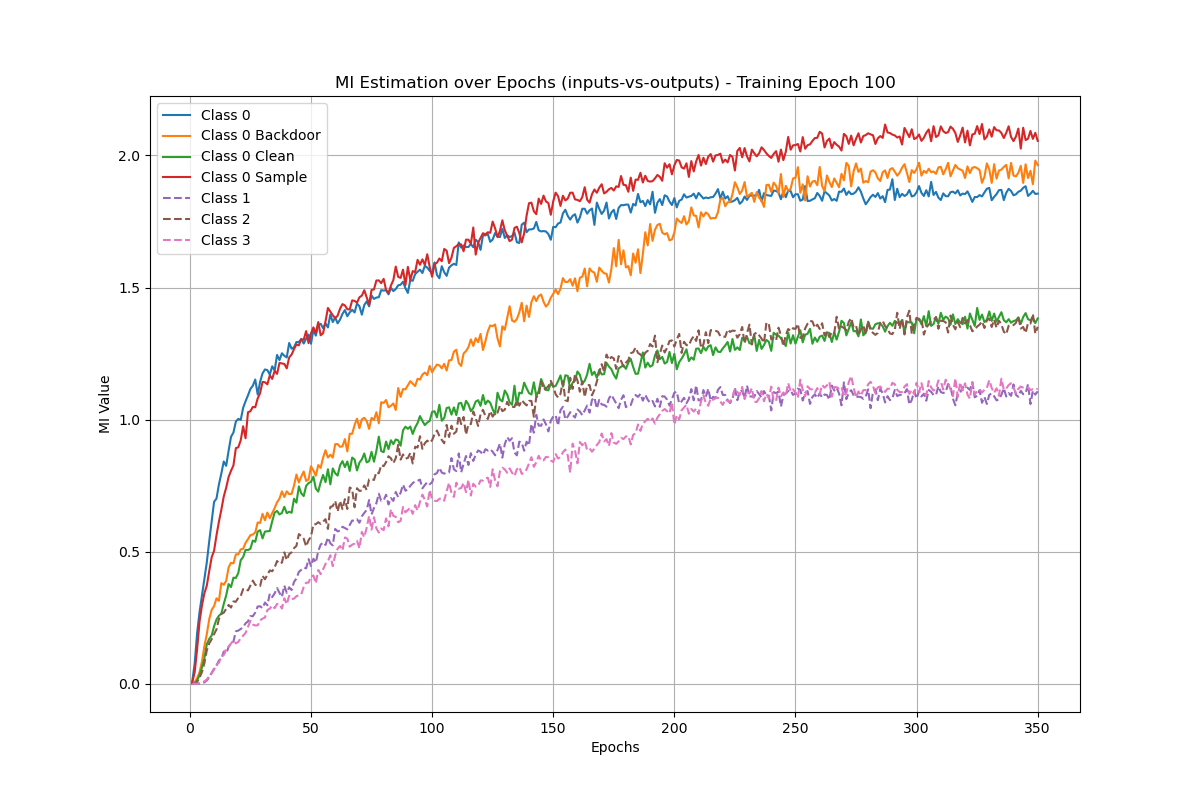 MI Estimation over Epochs (inputs-vs-outputs) - Training Epoch 100
Class 0
Class 0 Backdoor
Class 0 Clean
Class 0 Sample
Class 1
Class 2
Class 3
MI Value
2.0
1.5
1.0
0.5
0.0
0 50 100 150 200 250 300 350
Epochs